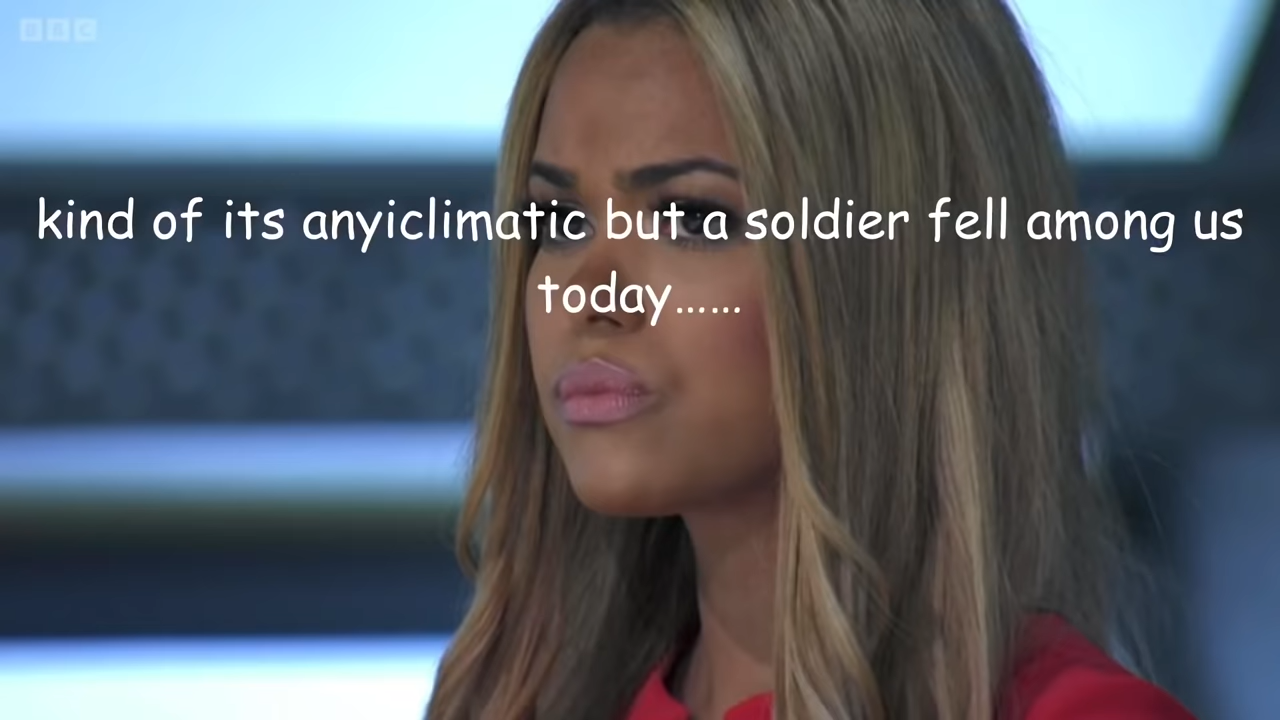 BBC
kind of its anyiclimatic but a soldier fell among us
today......